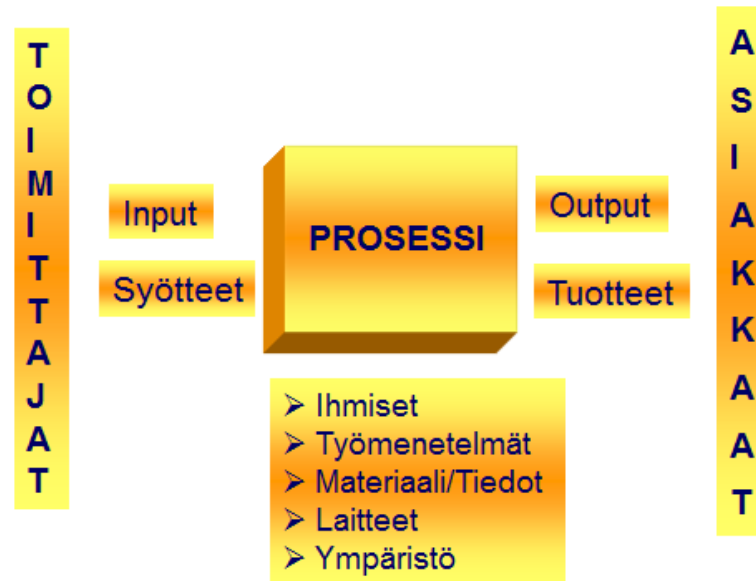 TOIMITTAJAT
Input
Syötteet
PROSESSI
Output
Tuotteet
ASIAKKAAT
➢ Ihmiset
➢ Työmenetelmät
➢ Materiaali/Tiedot
➢ Laitteet
➢ Ympäristö